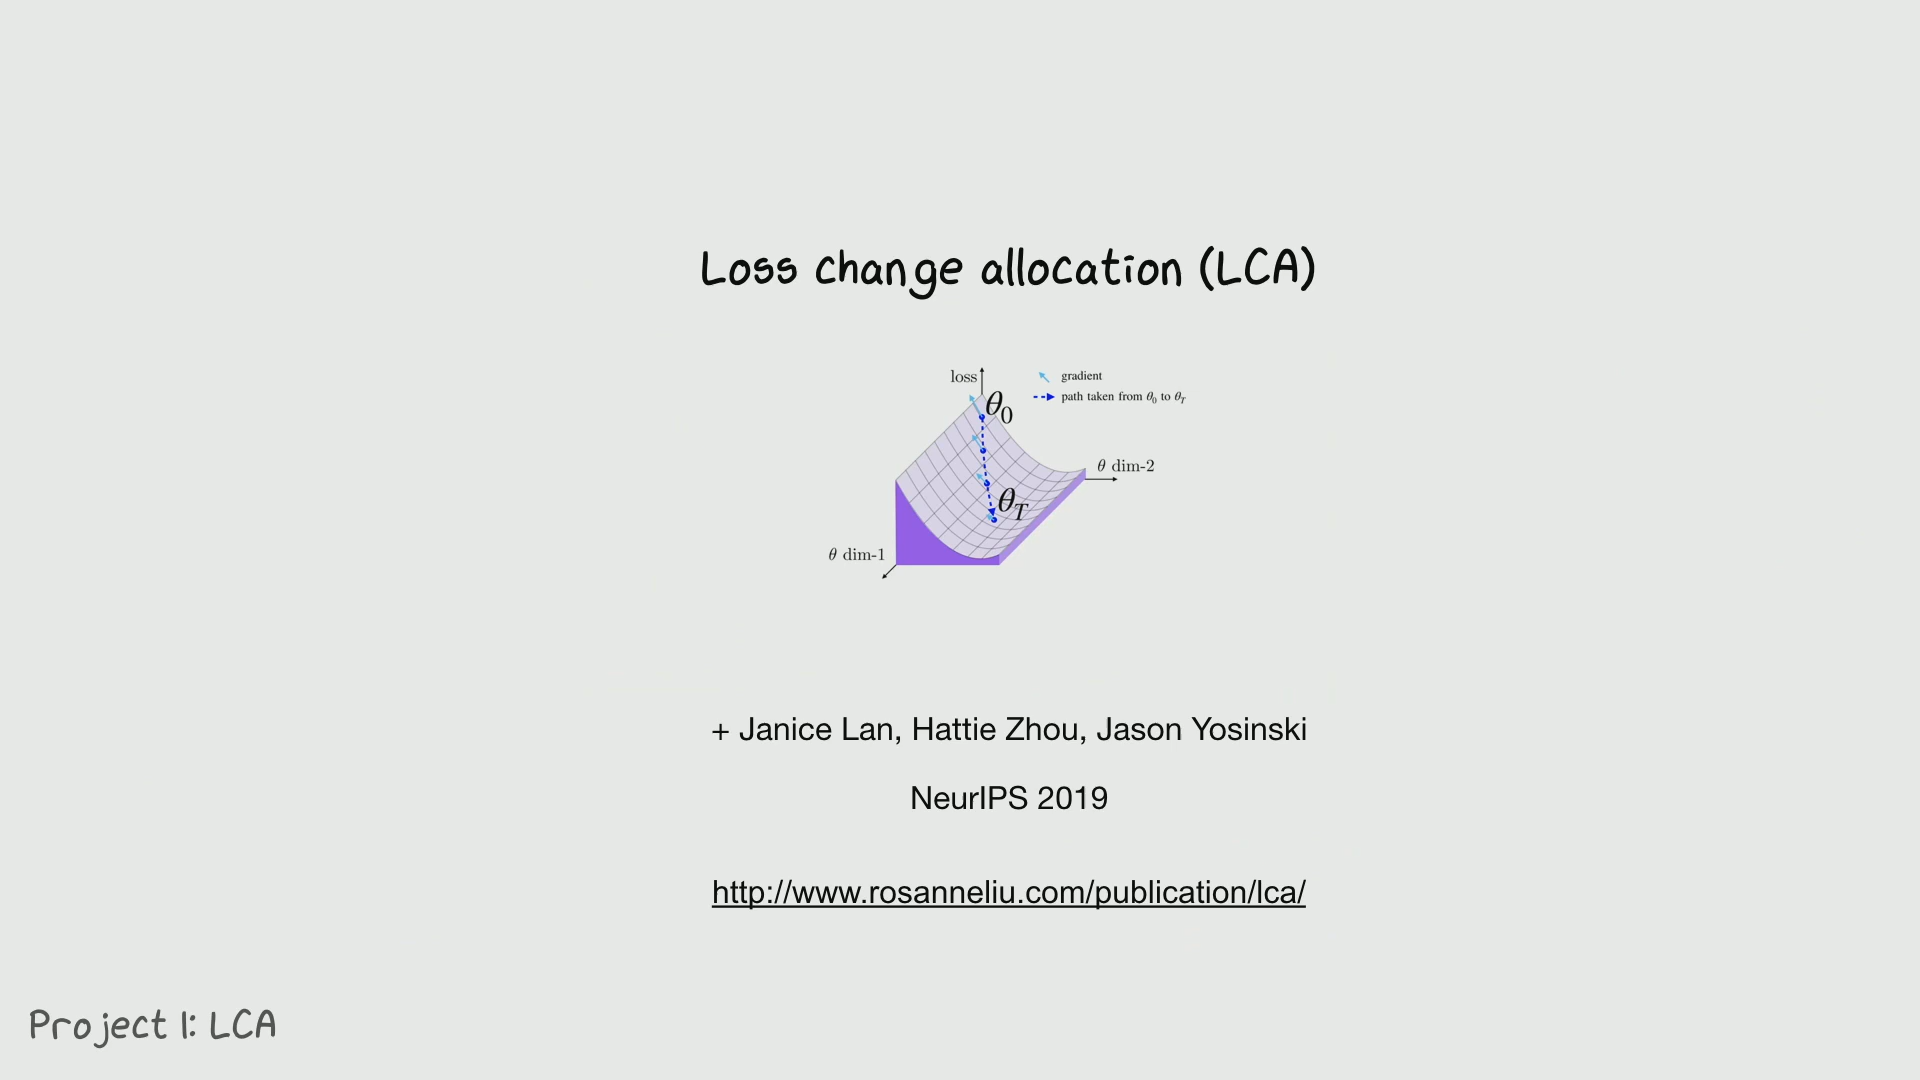 Loss change allocation (LCA)
loss
gradient
θ₀
path taken from θ₀ to θ_T
θ dim-2
θ_T
θ dim-1
+ Janice Lan, Hattie Zhou, Jason Yosinski
NeurIPS 2019
http://www.rosanneliu.com/publication/lca/
Project 1: LCA